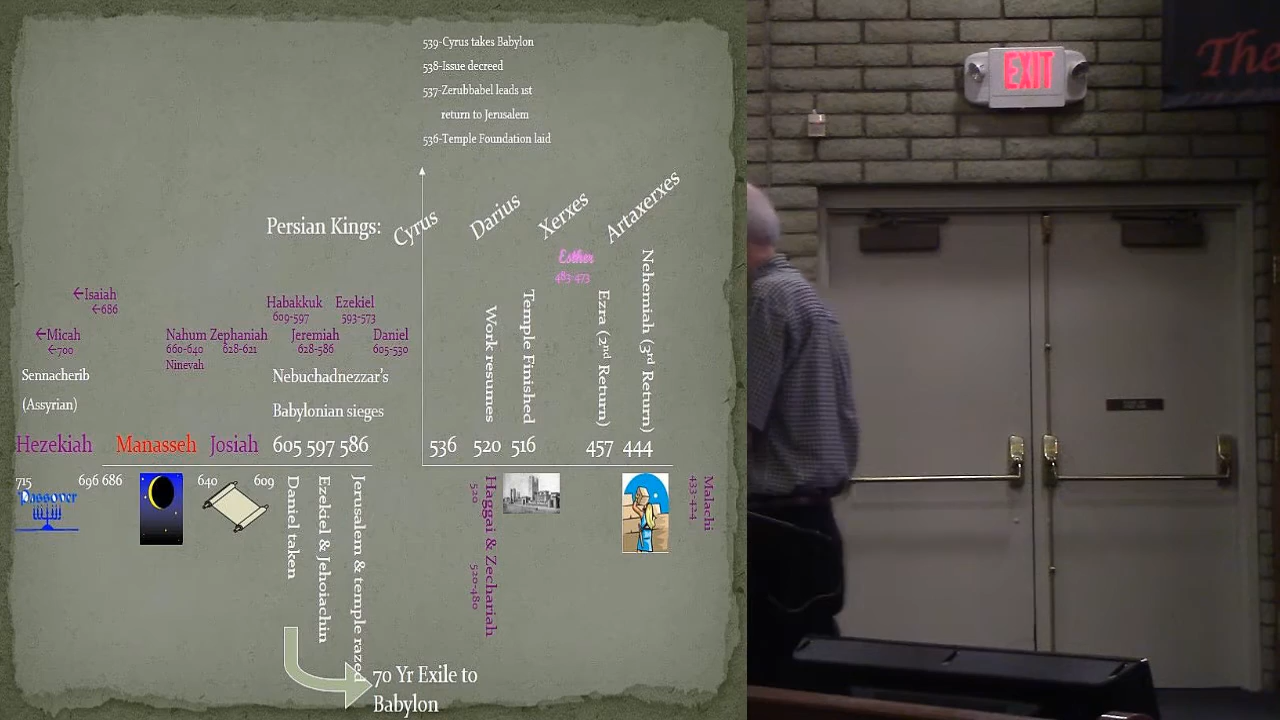 539-Cyrus takes Babylon
538-Issue decreed
537-Zerubbabel leads 1st
return to Jerusalem
536-Temple Foundation laid
Persian Kings:
Cyrus
Darius
Xerxes
Artaxerxes
Esther
483-473
←Isaiah
←686
←Micah
←700
Sennacherib
(Assyrian)
Nahum
660-640
Ninevah
Zephaniah
628-621
Habakkuk
609-597
Ezekiel
593-573
Jeremiah
628-586
Daniel
605-530
Nebuchadnezzar's
Babylonian sieges
Work resumes
Temple Finished
Ezra (2nd Return)
Nehemiah (3rd Return)
Hezekiah
Manasseh
Josiah
605 597 586
536
520
516
457
444
715
Passover
696 686
640
609
Daniel taken
Ezekiel & Jehoiachin
Jerusalem & temple razed
Haggai & Zechariah
520
520-480
Malachi
433-424
70 Yr Exile to
Babylon
EXIT
The